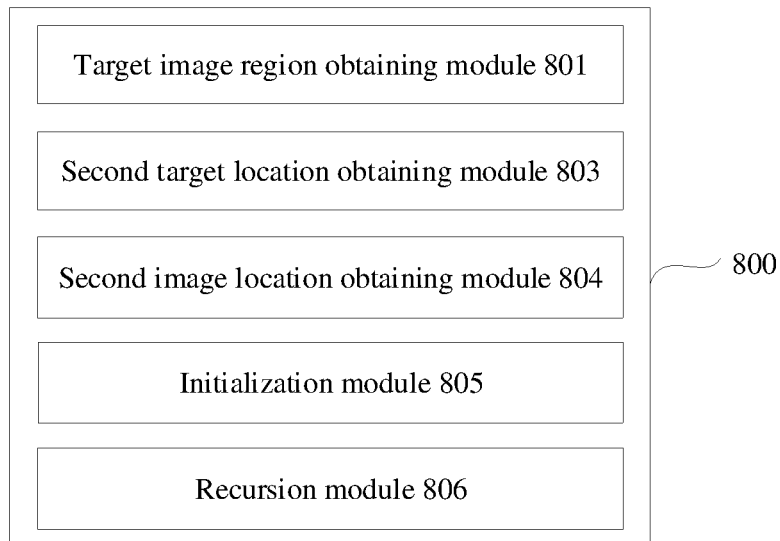 Target image region obtaining module 801
Second target location obtaining module 803
Second image location obtaining module 804
800
Initialization module 805
Recursion module 806